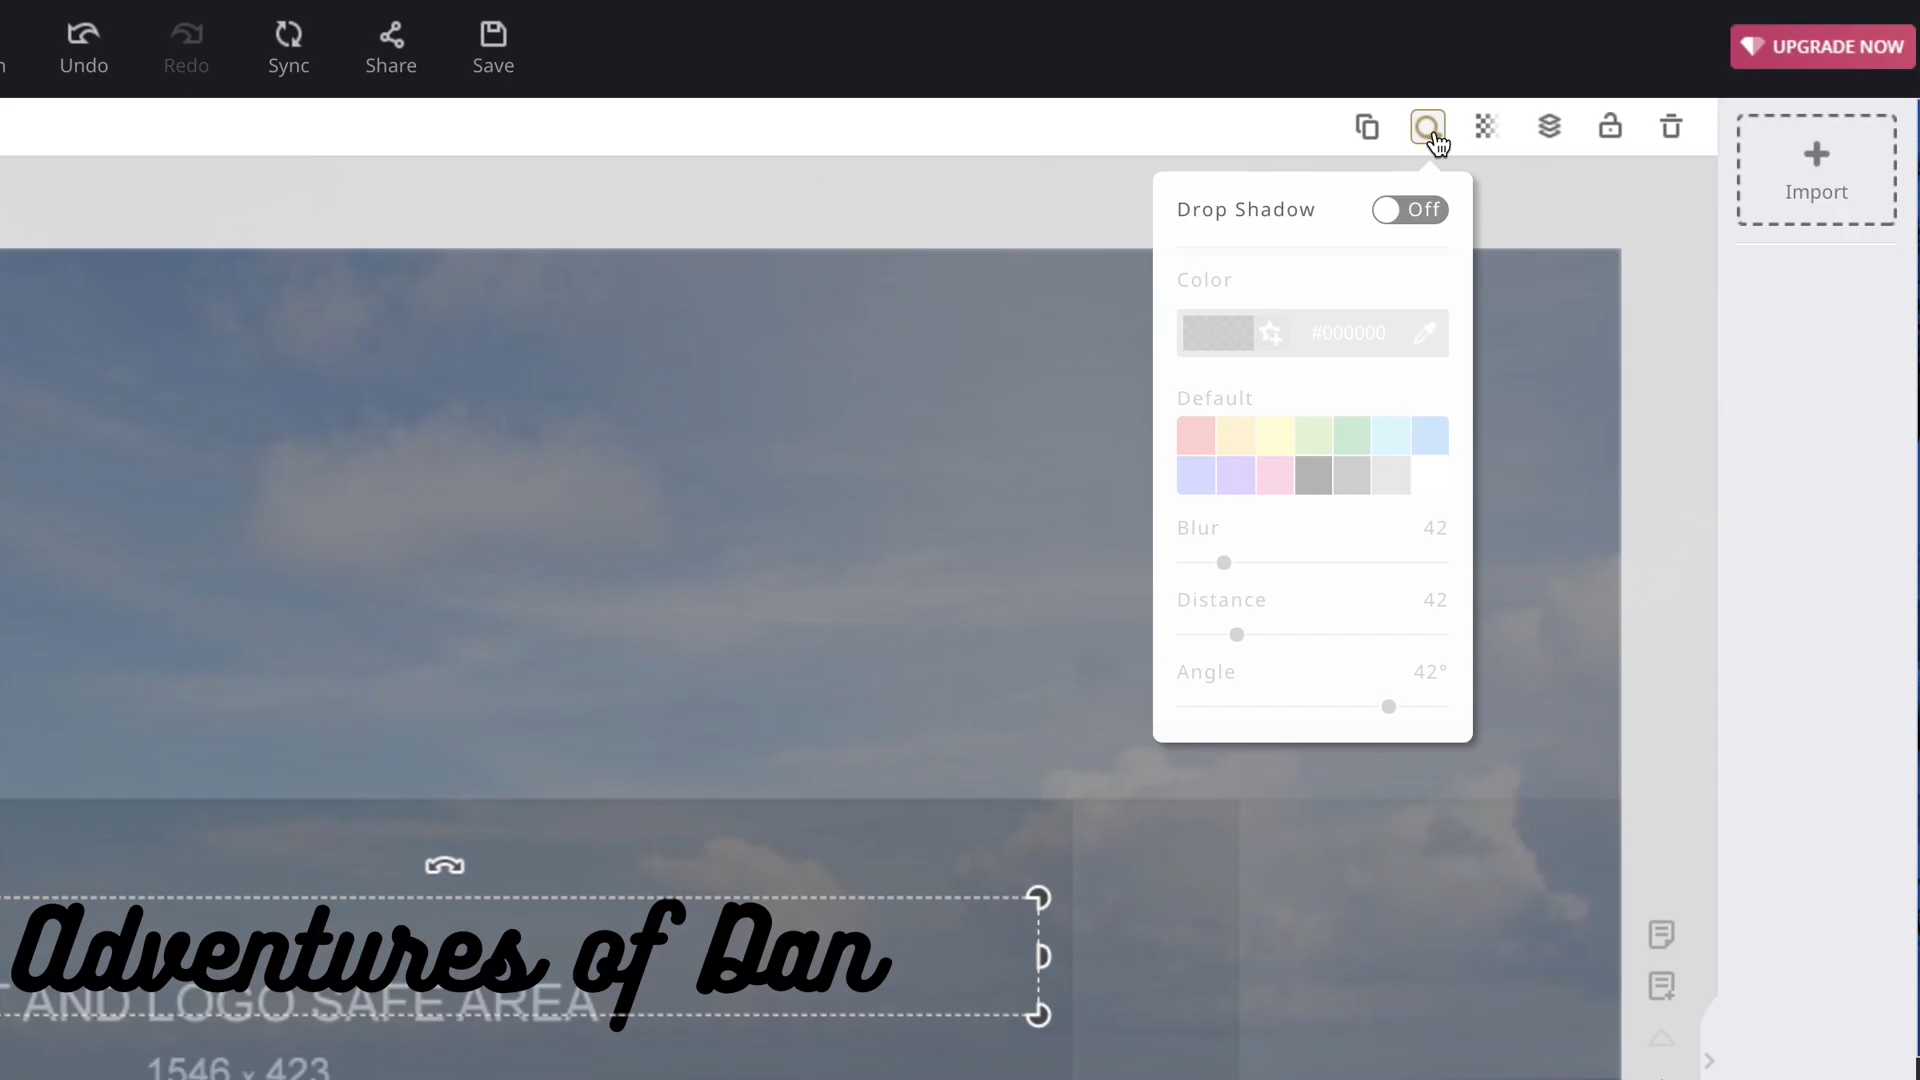 Undo
Redo
Sync
Share
Save
UPGRADE NOW
Import
Drop Shadow
Off
Color
#000000
Default
Blur 42
Distance 42
Angle 42°
Adventures of Dan
AND LOGO SAFE AREA
1546 x 423